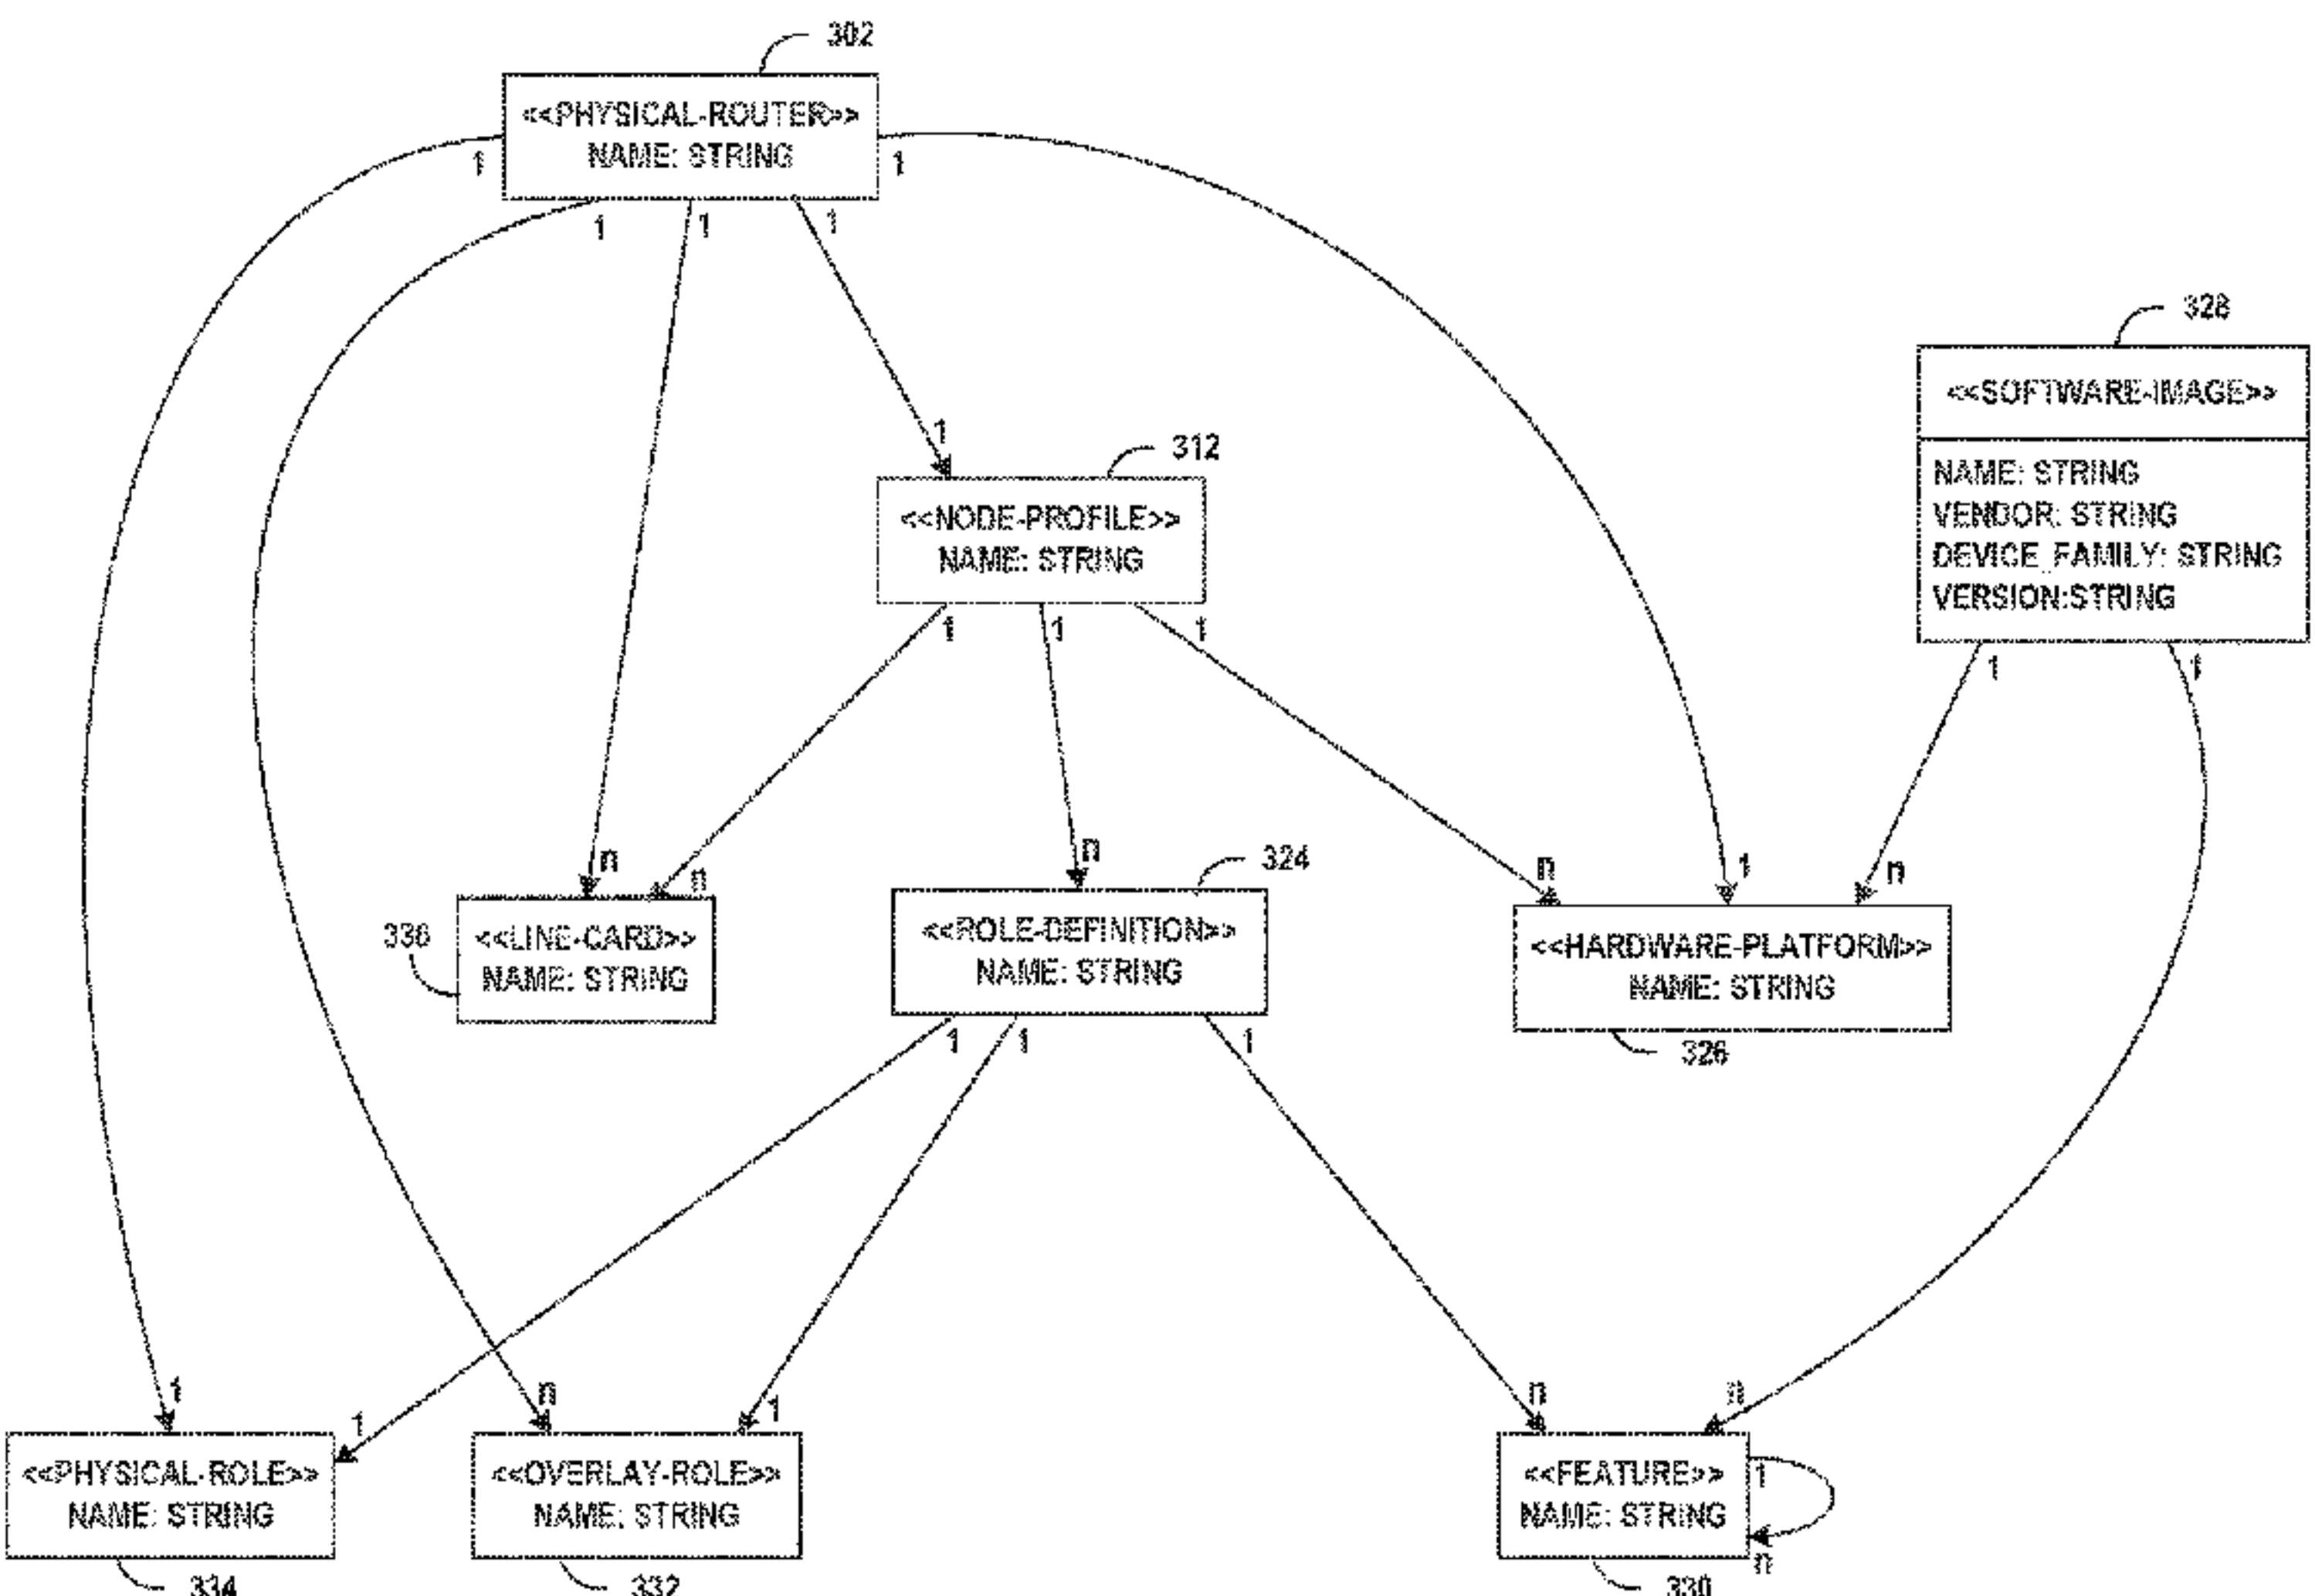 302
<<PHYSICAL-ROUTER>>
NAME: STRING
1
1
1
1
1
328
<<SOFTWARE-IMAGE>>
NAME: STRING
VENDOR: STRING
DEVICE_FAMILY: STRING
VERSION:STRING
1
1
1
312
<<NODE-PROFILE>>
NAME: STRING
1
1
1
n
n
n
n
1
n
324
336
<<LINE-CARD>>
NAME: STRING
<<ROLE-DEFINITION>>
NAME: STRING
1
1
1
<<HARDWARE-PLATFORM>>
NAME: STRING
326
1
1
n
1
n
n
<<PHYSICAL-ROLE>>
NAME: STRING
334
<<OVERLAY-ROLE>>
NAME: STRING
332
<<FEATURE>>
NAME: STRING
1
n
330